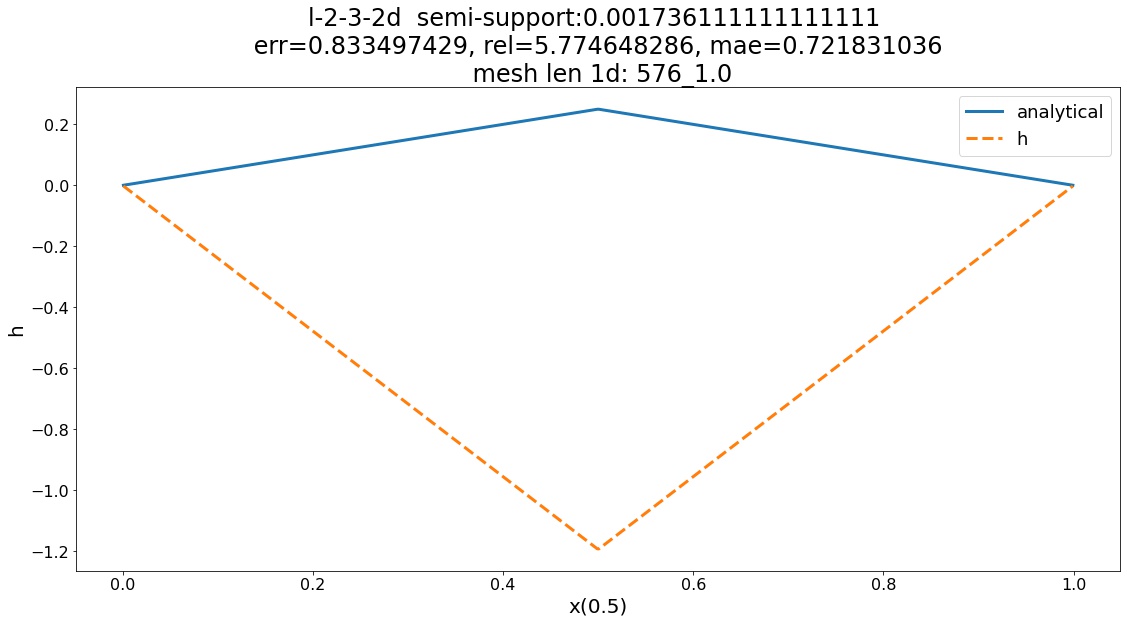 l-2-3-2d  semi-support:0.001736111111111111
err=0.833497429, rel=5.774648286, mae=0.721831036
mesh len 1d: 576_1.0
analytical
h
0.2
0.0
−0.2
−0.4
−0.6
−0.8
−1.0
−1.2
h
0.0
0.2
0.4
0.6
0.8
1.0
x(0.5)